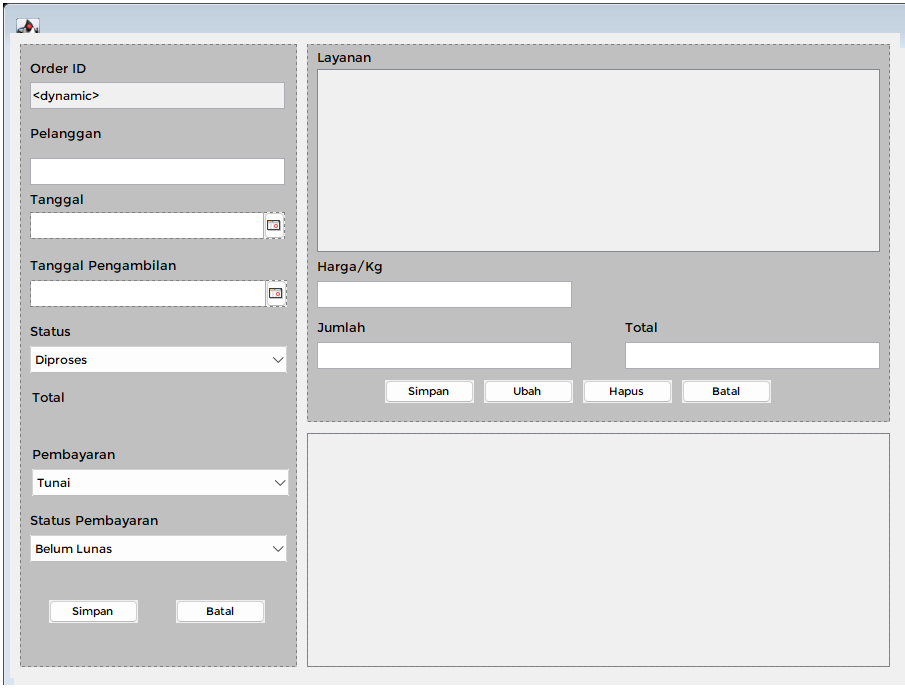 Order ID
<dynamic>
Pelanggan
Tanggal
Tanggal Pengambilan
Status
Diproses
Total
Pembayaran
Tunai
Status Pembayaran
Belum Lunas
Simpan Batal
Layanan
Harga/Kg
Jumlah Total
Simpan Ubah Hapus Batal